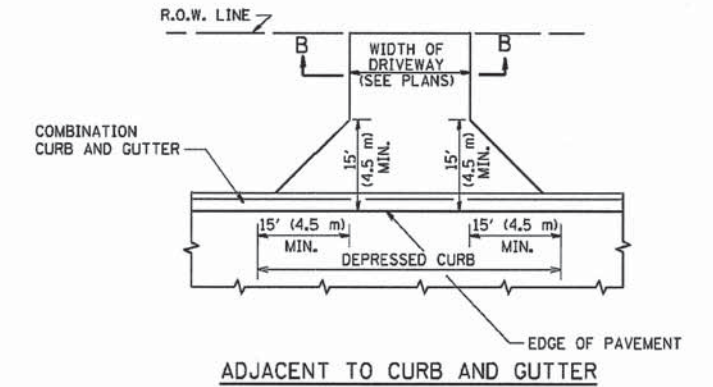 R.O.W. LINE
B
B
WIDTH OF
DRIVEWAY
(SEE PLANS)
COMBINATION
CURB AND GUTTER
15'
(4.5 m)
MIN.
15'
(4.5 m)
MIN.
15' (4.5 m)
MIN.
15' (4.5 m)
MIN.
DEPRESSED CURB
EDGE OF PAVEMENT
ADJACENT TO CURB AND GUTTER